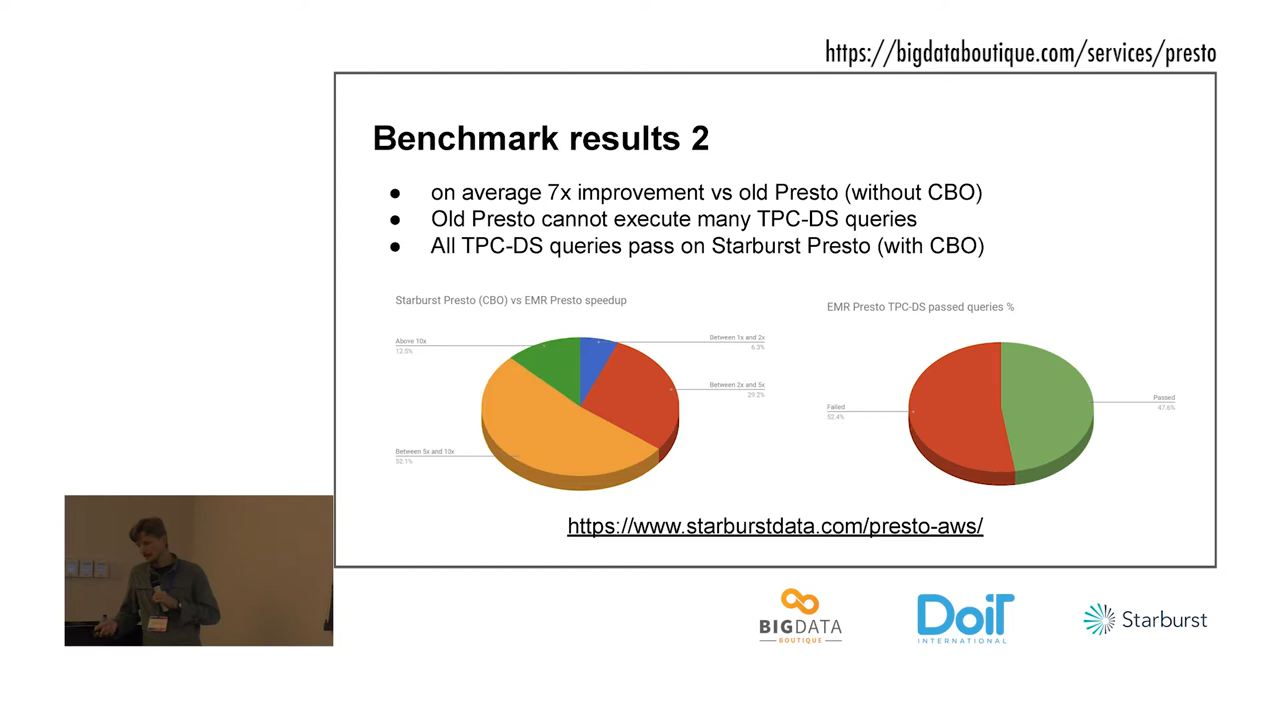 https://bigdataboutique.com/services/presto
Benchmark results 2
● on average 7x improvement vs old Presto (without CBO)
● Old Presto cannot execute many TPC-DS queries
● All TPC-DS queries pass on Starburst Presto (with CBO)
Starburst Presto (CBO) vs EMR Presto speedup
Above 10x
12.5%
Between 1x and 2x
6.3%
Between 2x and 5x
29.2%
Between 5x and 10x
52.1%
EMR Presto TPC-DS passed queries %
Failed
52.4%
Passed
47.6%
https://www.starburstdata.com/presto-aws/
BIGDATA
BOUTIQUE
DoiT
INTERNATIONAL
Starburst